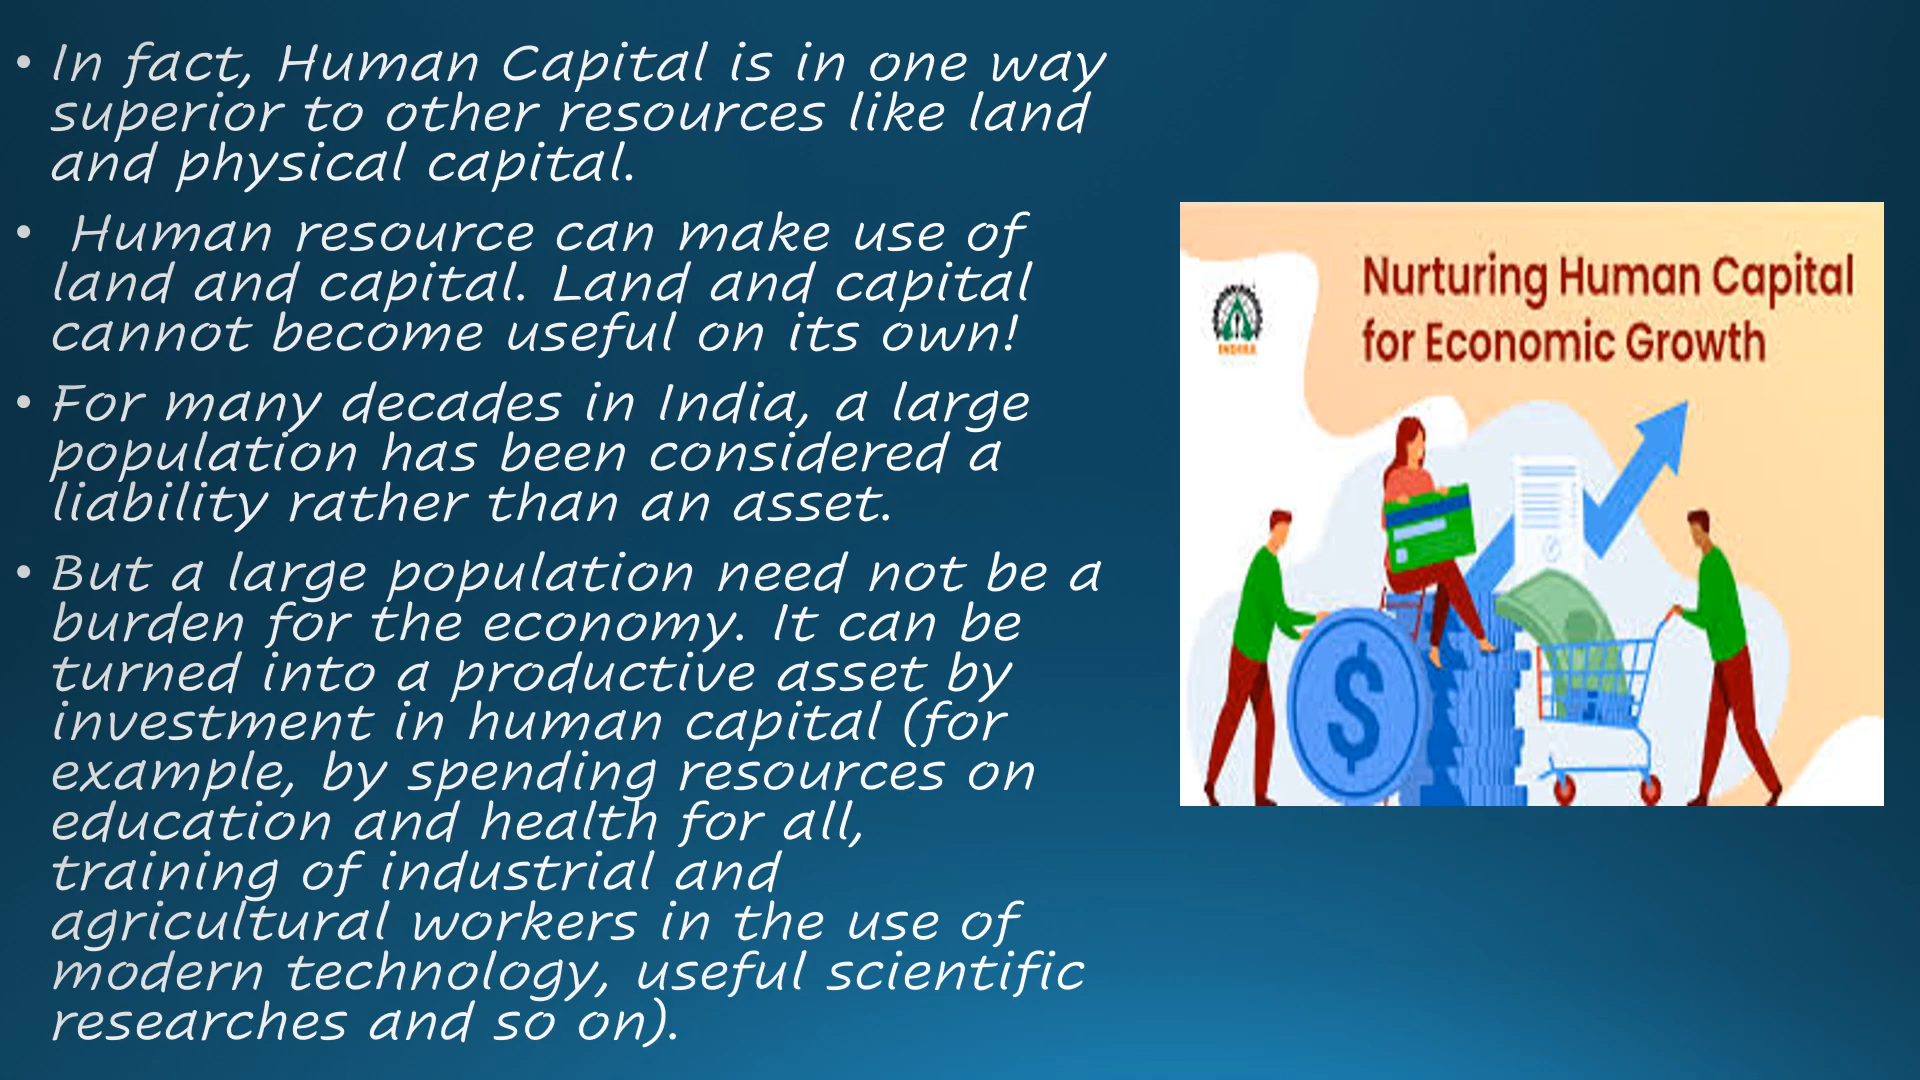 • In fact, Human Capital is in one way
superior to other resources like land
and physical capital.
• Human resource can make use of
land and capital. Land and capital
cannot become useful on its own!
• For many decades in India, a large
population has been considered a
liability rather than an asset.
• But a large population need not be a
burden for the economy. It can be
turned into a productive asset by
investment in human capital (for
example, by spending resources on
education and health for all,
training of industrial and
agricultural workers in the use of
modern technology, useful scientific
researches and so on).
Nurturing Human Capital
for Economic Growth
INDIRA
$